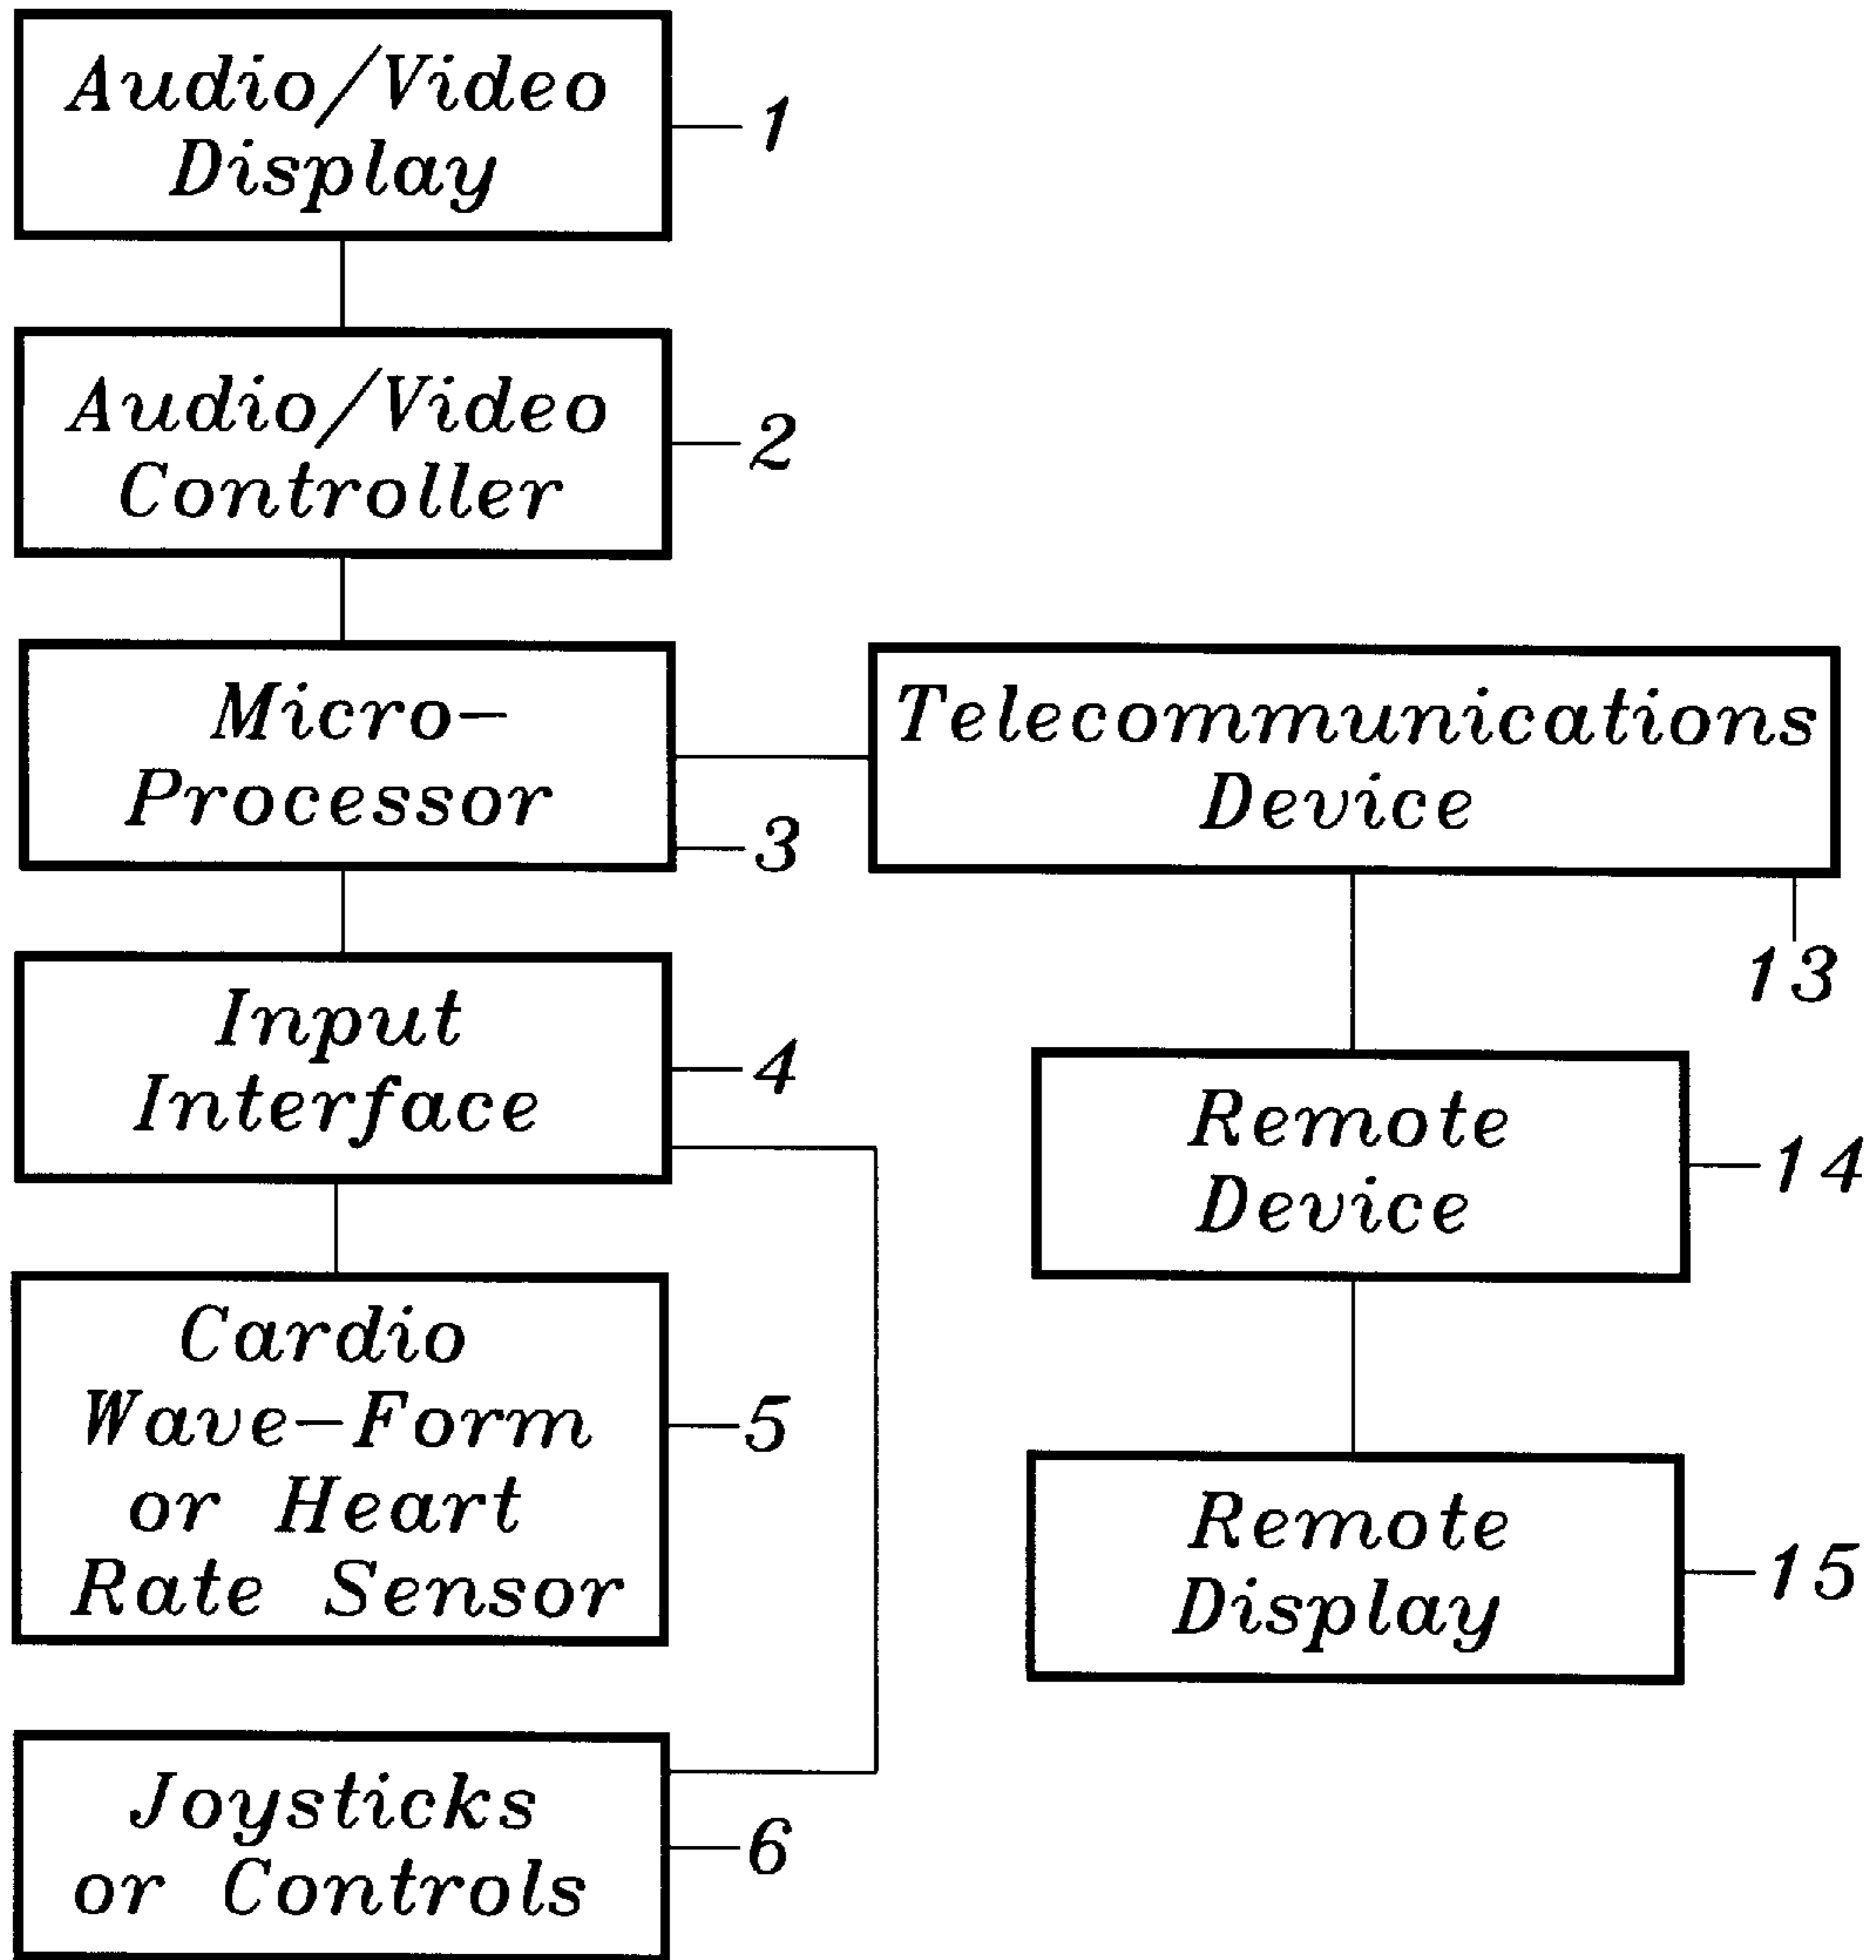 Audio/Video
Display
1
Audio/Video
Controller
2
Micro-
Processor
3
Telecommunications
Device
13
Input
Interface
4
Remote
Device
14
Cardio
Wave-Form
or Heart
Rate Sensor
5
Remote
Display
15
Joysticks
or Controls
6